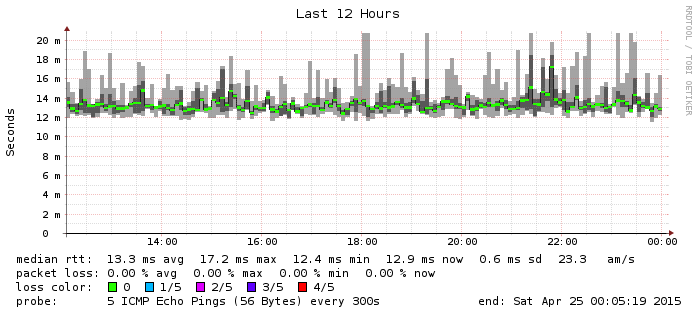 Last 12 Hours
RRDTOOL / TOBI OETIKER
Seconds
20 m
18 m
16 m
14 m
12 m
10 m
8 m
6 m
4 m
2 m
0
14:00 16:00 18:00 20:00 22:00 00:00
median rtt: 13.3 ms avg 17.2 ms max 12.4 ms min 12.9 ms now 0.6 ms sd 23.3 am/s
packet loss: 0.00 % avg 0.00 % max 0.00 % min 0.00 % now
loss color: 0 1/5 2/5 3/5 4/5
probe: 5 ICMP Echo Pings (56 Bytes) every 300s end: Sat Apr 25 00:05:19 2015